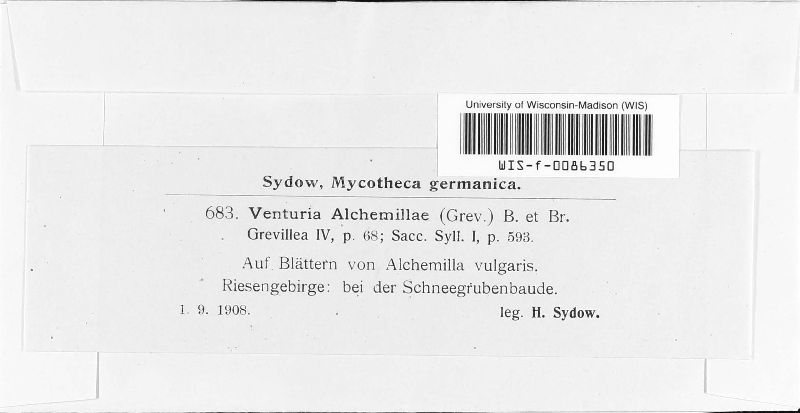 University of Wisconsin-Madison (WIS)
WIS-f-0086350
Sydow, Mycotheca germanica.
683. Venturia Alchemillae (Grev.) B. et Br.
Grevillea IV, p. 68; Sacc. Syll. I, p. 593.
Auf Blättern von Alchemilla vulgaris.
Riesengebirge: bei der Schneegrubenbaude.
1. 9. 1908. leg. H. Sydow.